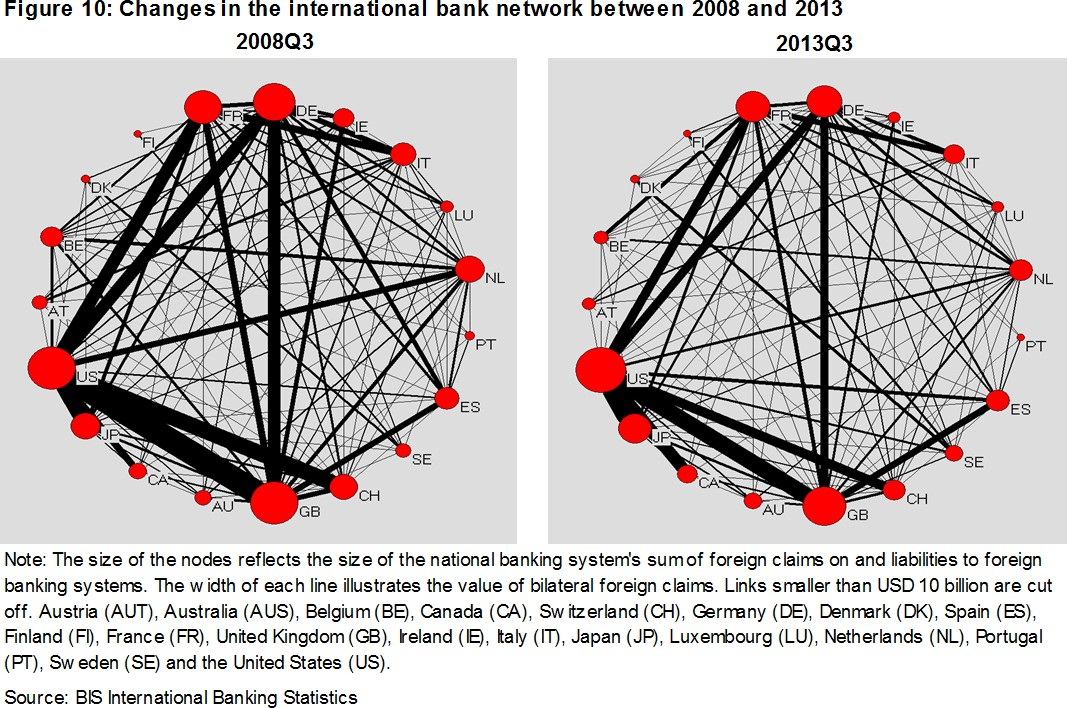 Figure 10: Changes in the international bank network between 2008 and 2013
2008Q3
2013Q3
FR
DE
IE
FI
IT
DK
LU
BE
NL
AT
PT
US
ES
JP
SE
CA
CH
AU
GB
FR
DE
IE
FI
IT
DK
LU
BE
NL
AT
PT
US
ES
JP
SE
CA
CH
AU
GB
Note: The size of the nodes reflects the size of the national banking system's sum of foreign claims on and liabilities to foreign
banking systems. The width of each line illustrates the value of bilateral foreign claims. Links smaller than USD 10 billion are cut
off. Austria (AUT), Australia (AUS), Belgium (BE), Canada (CA), Switzerland (CH), Germany (DE), Denmark (DK), Spain (ES),
Finland (FI), France (FR), United Kingdom (GB), Ireland (IE), Italy (IT), Japan (JP), Luxembourg (LU), Netherlands (NL), Portugal
(PT), Sweden (SE) and the United States (US).
Source: BIS International Banking Statistics